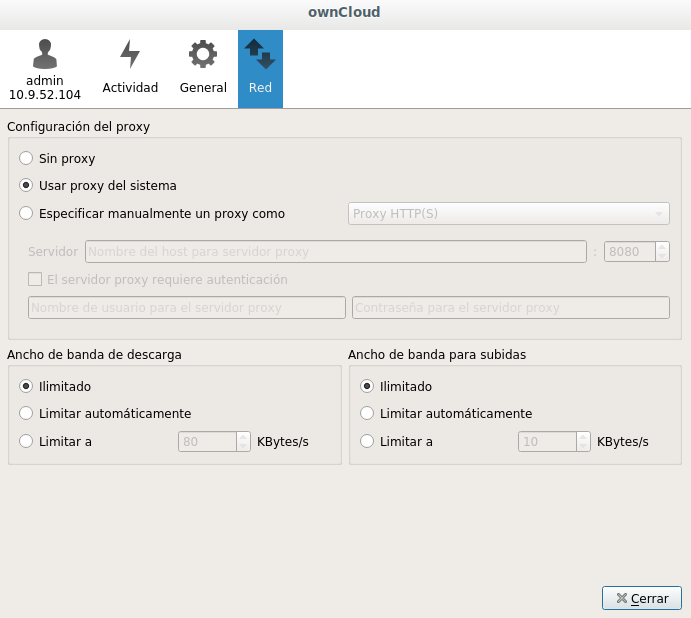 ownCloud
admin
10.9.52.104
Actividad
General
Red
Configuración del proxy
Sin proxy
Usar proxy del sistema
Especificar manualmente un proxy como Proxy HTTP(S)
Servidor Nombre del host para servidor proxy : 8080
El servidor proxy requiere autenticación
Nombre de usuario para el servidor proxy Contraseña para el servidor proxy
Ancho de banda de descarga Ancho de banda para subidas
Ilimitado Ilimitado
Limitar automáticamente Limitar automáticamente
Limitar a 80 KBytes/s Limitar a 10 KBytes/s
Cerrar